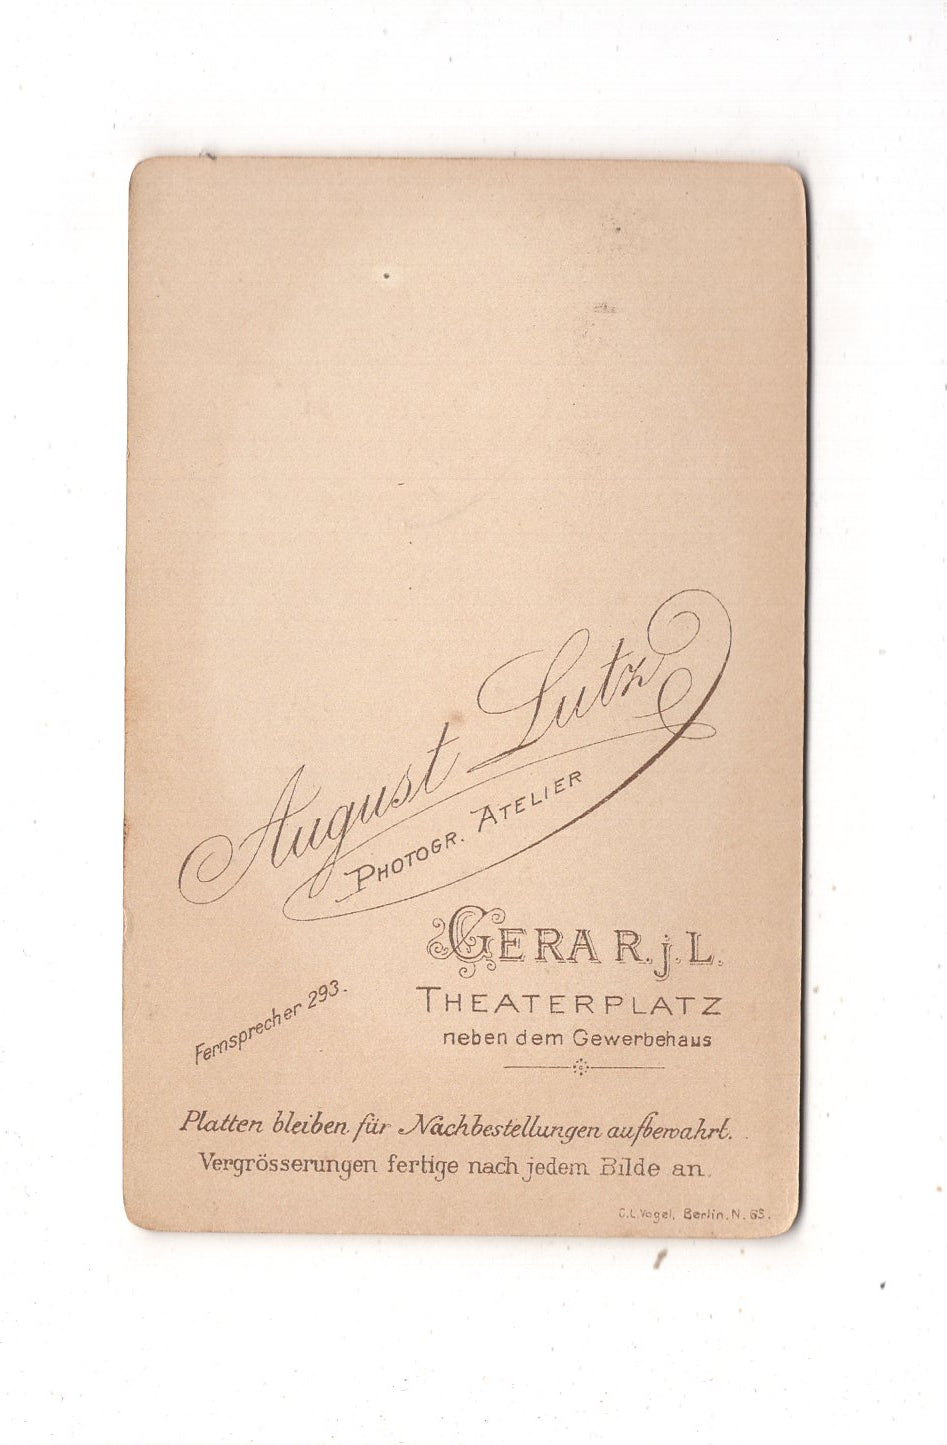 August Lutz
PHOTOGR. ATELIER
GERA R. j. L.
THEATERPLATZ
neben dem Gewerbehaus
Fernsprecher 293.
Platten bleiben für Nachbestellungen aufbewahrt.
Vergrösserungen fertige nach jedem Bilde an.
C.L.Vogel, Berlin. N. 65.